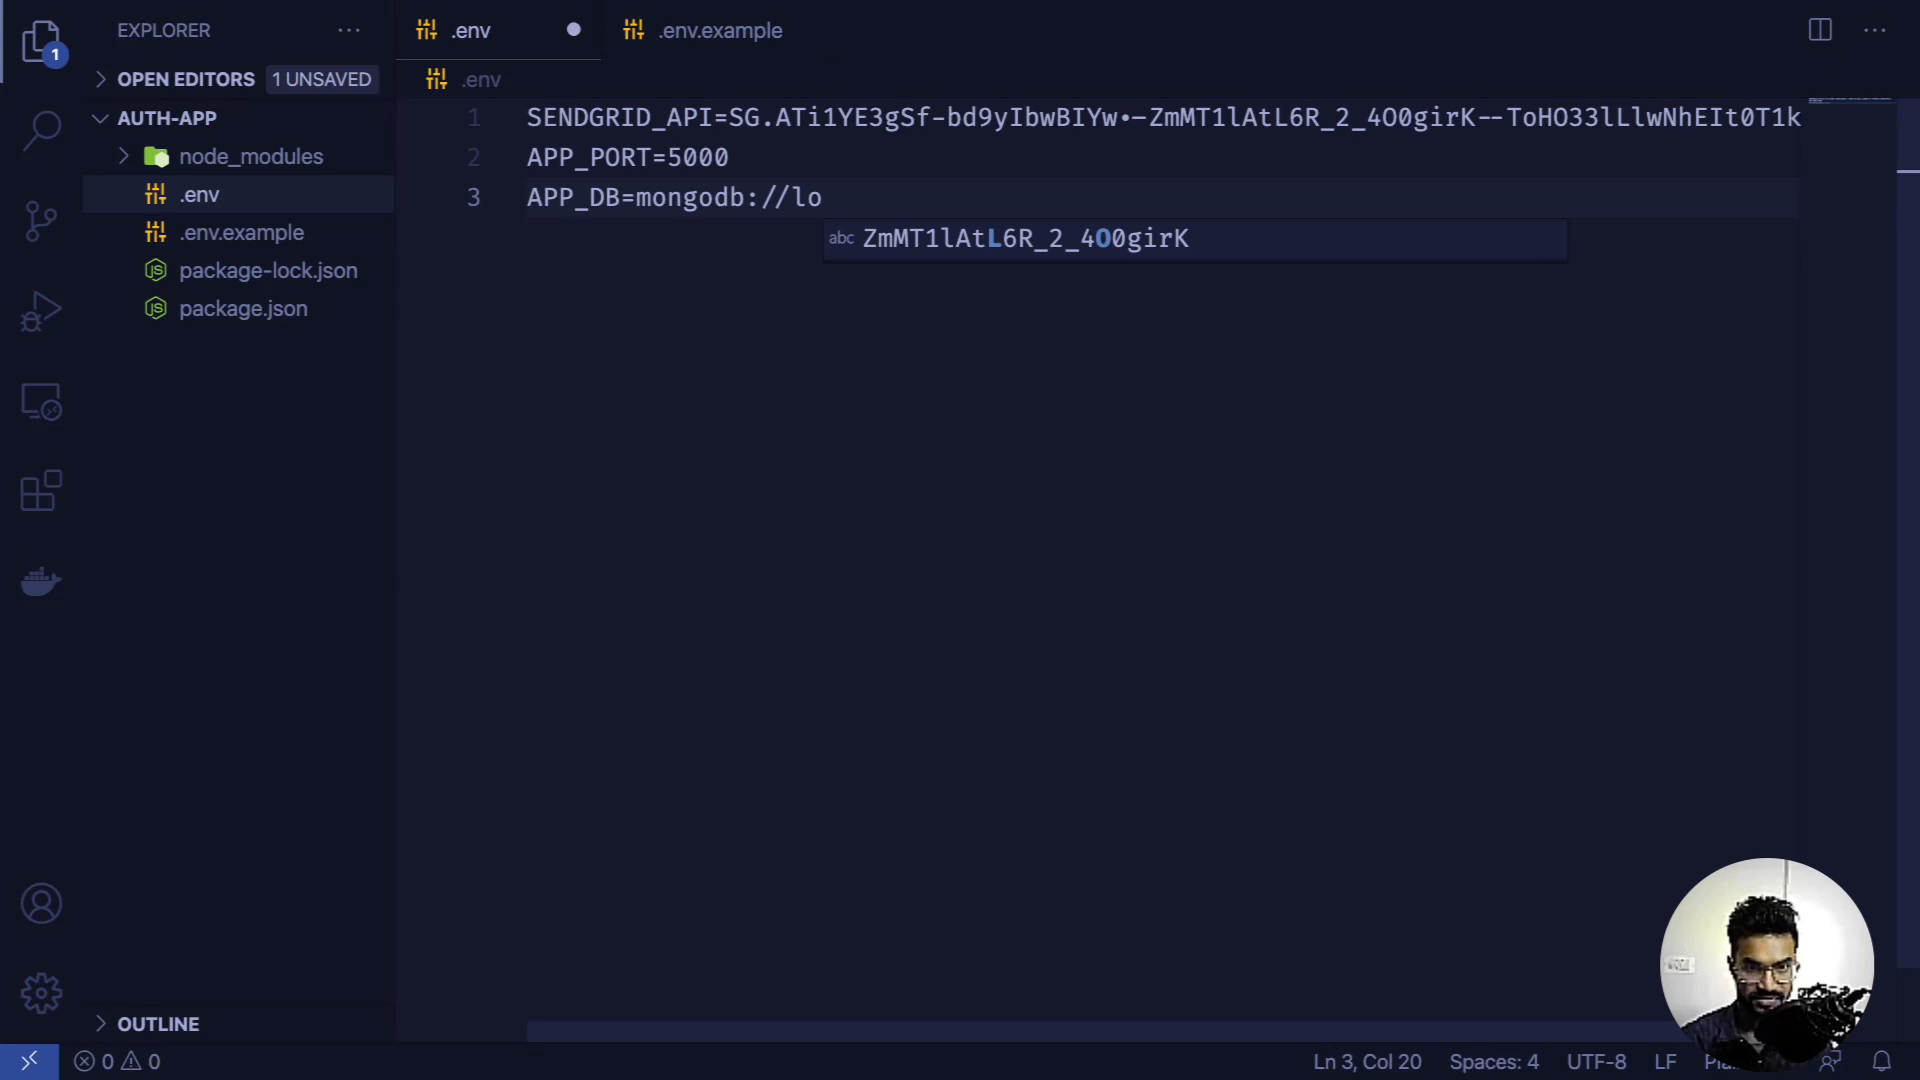 EXPLORER
.env
.env.example
1
OPEN EDITORS
1 UNSAVED
.env
AUTH-APP
1 SENDGRID_API=SG.ATi1YE3gSf-bd9yIbwBIYw•-ZmMT1lAtL6R_2_4O0girK--ToHO33lLlwNhEIt0T1k
node_modules
2 APP_PORT=5000
.env
3 APP_DB=mongodb://lo
.env.example
abc ZmMT1lAtL6R_2_4O0girK
package-lock.json
package.json
OUTLINE
0 0
Ln 3, Col 20
Spaces: 4
UTF-8
LF